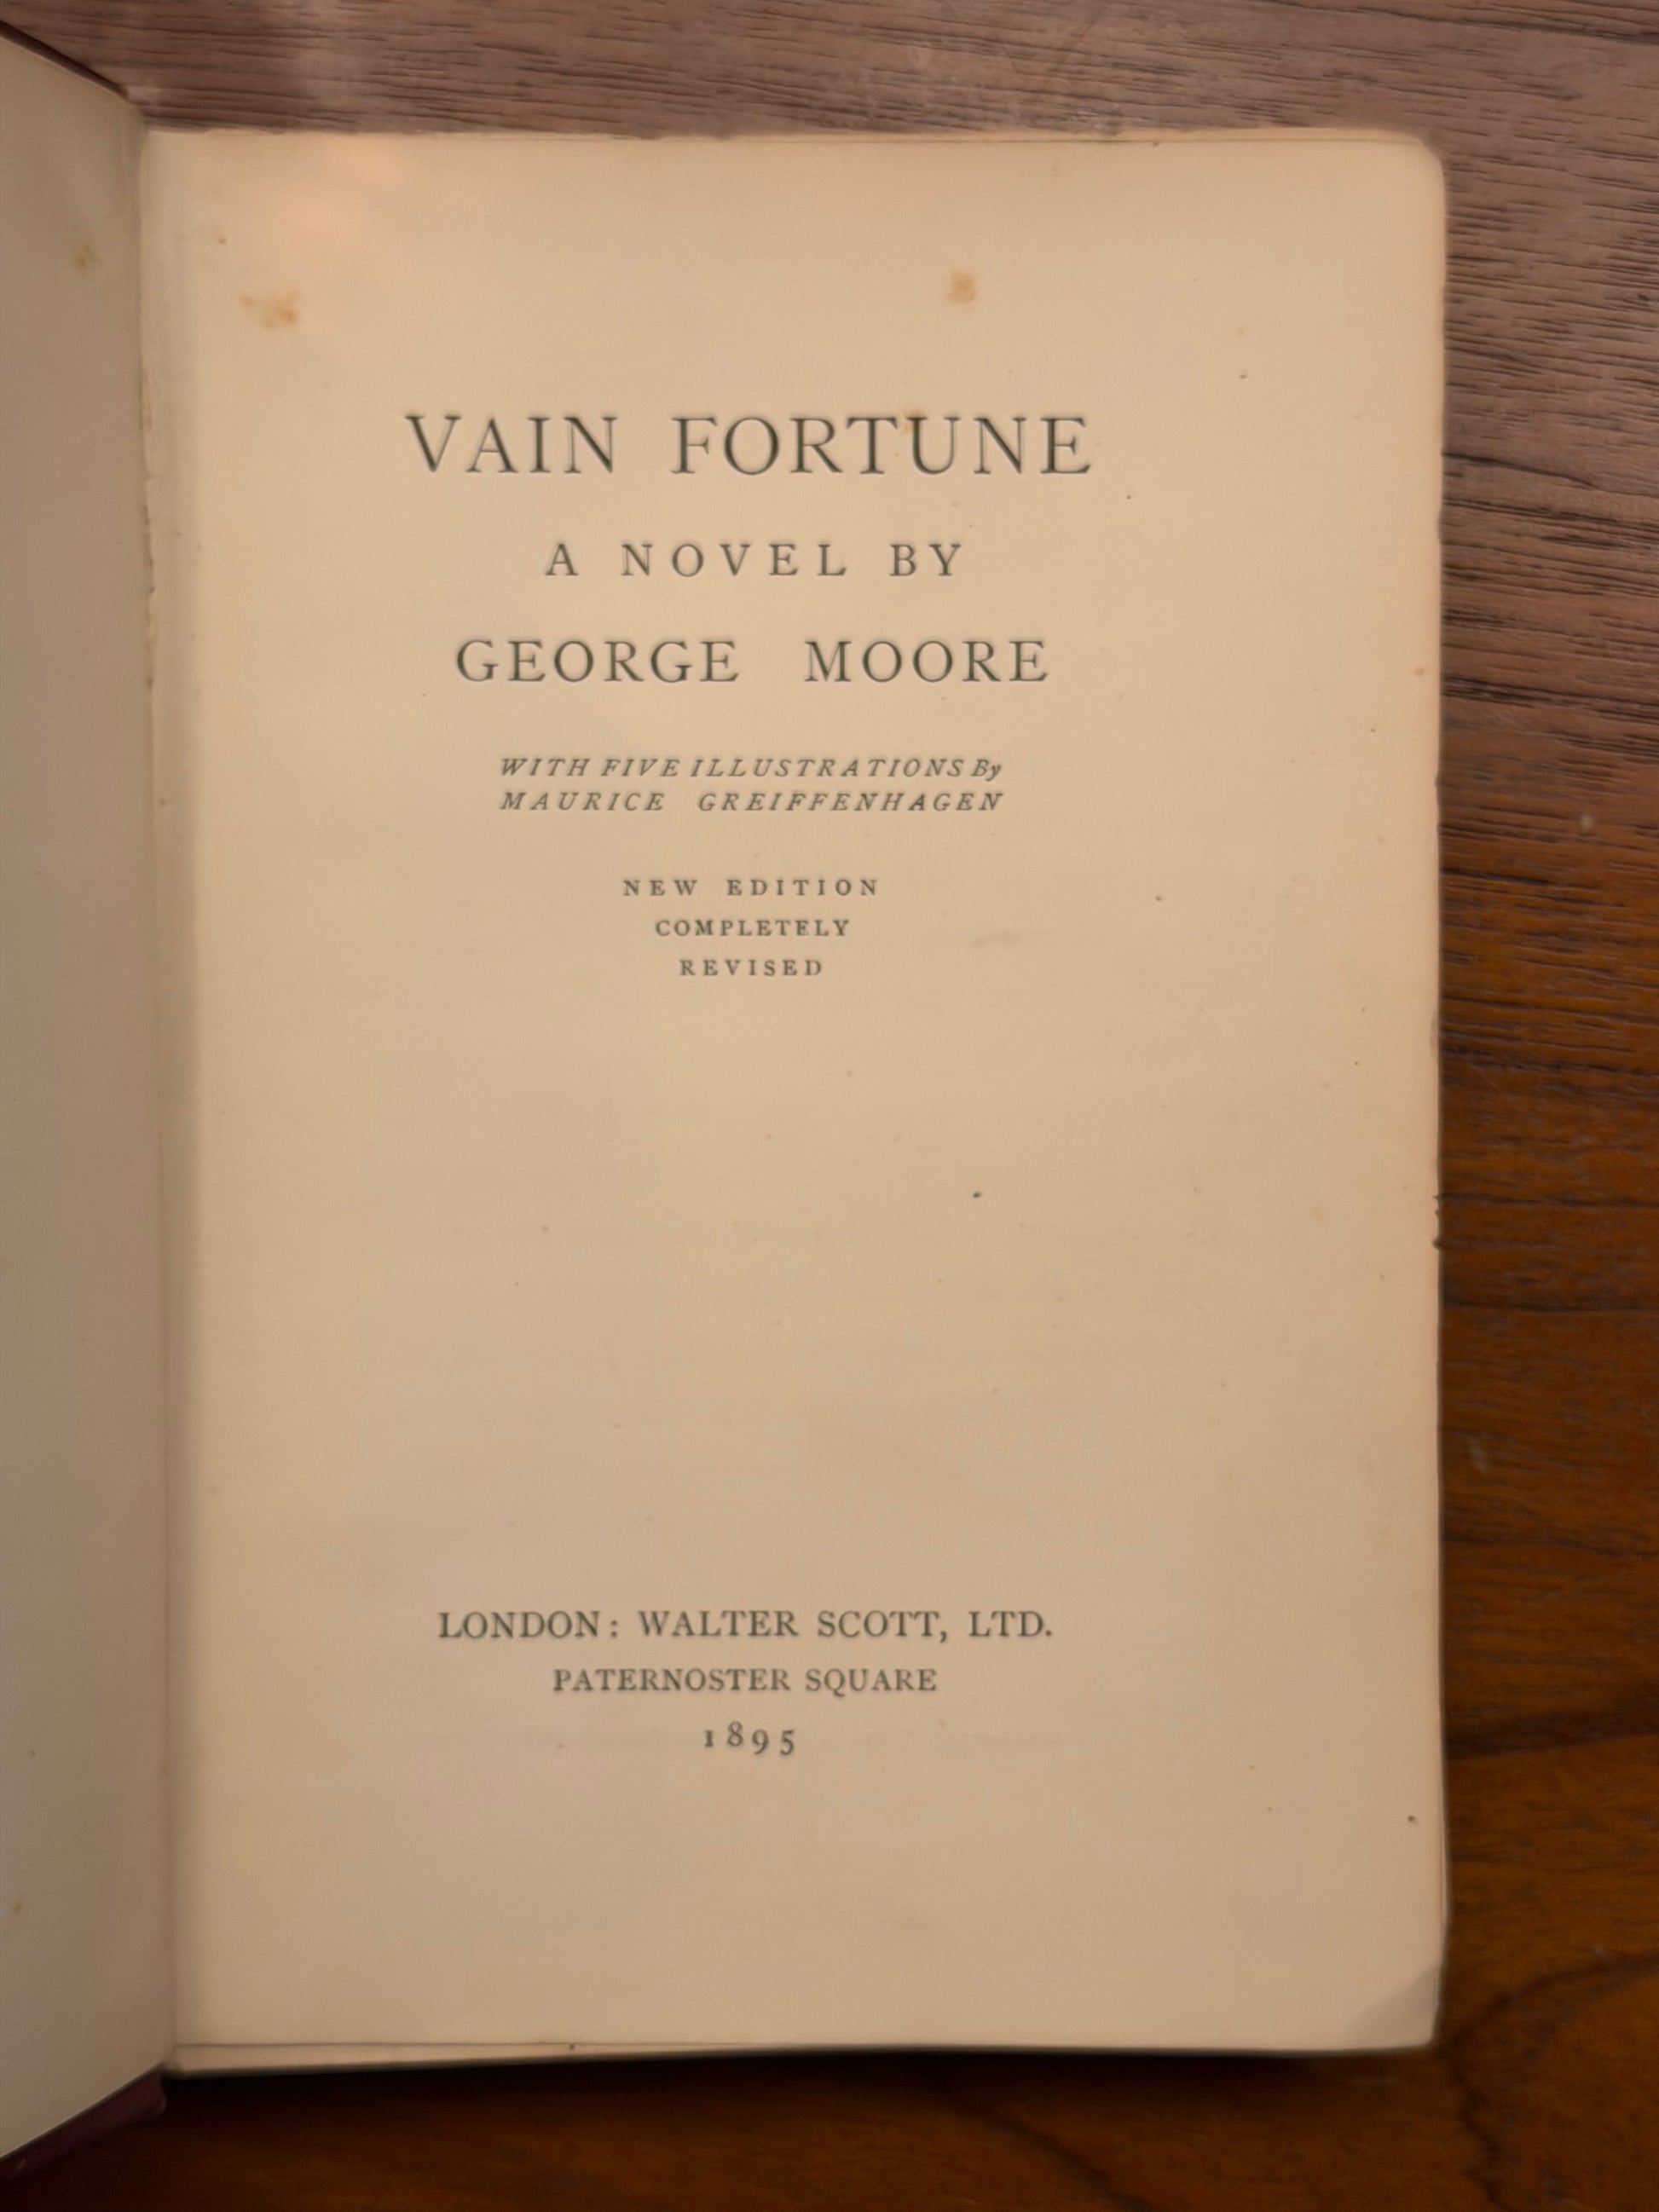 VAIN FORTUNE
A NOVEL BY
GEORGE MOORE
WITH FIVE ILLUSTRATIONS By
MAURICE GREIFFENHAGEN
NEW EDITION
COMPLETELY
REVISED
LONDON: WALTER SCOTT, LTD.
PATERNOSTER SQUARE
1895